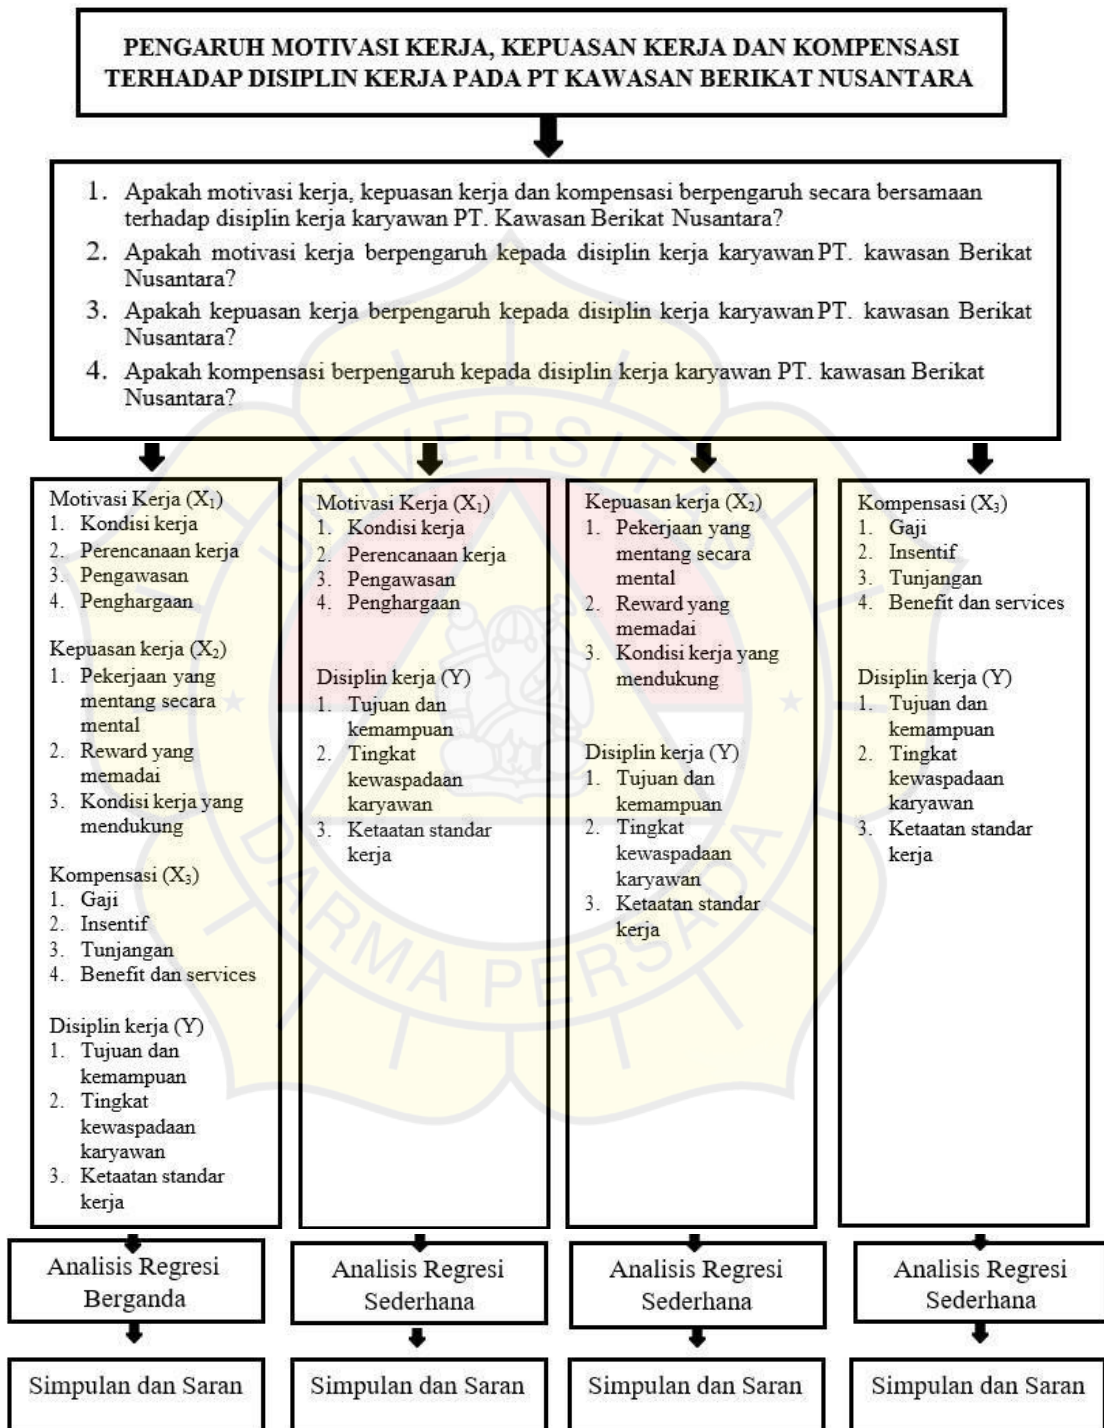 PENGARUH MOTIVASI KERJA, KEPUASAN KERJA DAN KOMPENSASI
TERHADAP DISIPLIN KERJA PADA PT KAWASAN BERIKAT NUSANTARA
1. Apakah motivasi kerja, kepuasan kerja dan kompensasi berpengaruh secara bersamaan
terhadap disiplin kerja karyawan PT. Kawasan Berikat Nusantara?
2. Apakah motivasi kerja berpengaruh kepada disiplin kerja karyawan PT. kawasan Berikat
Nusantara?
3. Apakah kepuasan kerja berpengaruh kepada disiplin kerja karyawan PT. kawasan Berikat
Nusantara?
4. Apakah kompensasi berpengaruh kepada disiplin kerja karyawan PT. kawasan Berikat
Nusantara?
Motivasi Kerja (X₁)
1. Kondisi kerja
2. Perencanaan kerja
3. Pengawasan
4. Penghargaan
Kepuasan kerja (X₂)
1. Pekerjaan yang
mentang secara
mental
2. Reward yang
memadai
3. Kondisi kerja yang
mendukung
Kompensasi (X₃)
1. Gaji
2. Insentif
3. Tunjangan
4. Benefit dan services
Disiplin kerja (Y)
1. Tujuan dan
kemampuan
2. Tingkat
kewaspadaan
karyawan
3. Ketaatan standar
kerja
Motivasi Kerja (X₁)
1. Kondisi kerja
2. Perencanaan kerja
3. Pengawasan
4. Penghargaan
Disiplin kerja (Y)
1. Tujuan dan
kemampuan
2. Tingkat
kewaspadaan
karyawan
3. Ketaatan standar
kerja
Kepuasan kerja (X₂)
1. Pekerjaan yang
mentang secara
mental
2. Reward yang
memadai
3. Kondisi kerja yang
mendukung
Disiplin kerja (Y)
1. Tujuan dan
kemampuan
2. Tingkat
kewaspadaan
karyawan
3. Ketaatan standar
kerja
Kompensasi (X₃)
1. Gaji
2. Insentif
3. Tunjangan
4. Benefit dan services
Disiplin kerja (Y)
1. Tujuan dan
kemampuan
2. Tingkat
kewaspadaan
karyawan
3. Ketaatan standar
kerja
Analisis Regresi
Berganda
Analisis Regresi
Sederhana
Analisis Regresi
Sederhana
Analisis Regresi
Sederhana
Simpulan dan Saran
Simpulan dan Saran
Simpulan dan Saran
Simpulan dan Saran
UNIVERSITAS
DARMA PERSADA